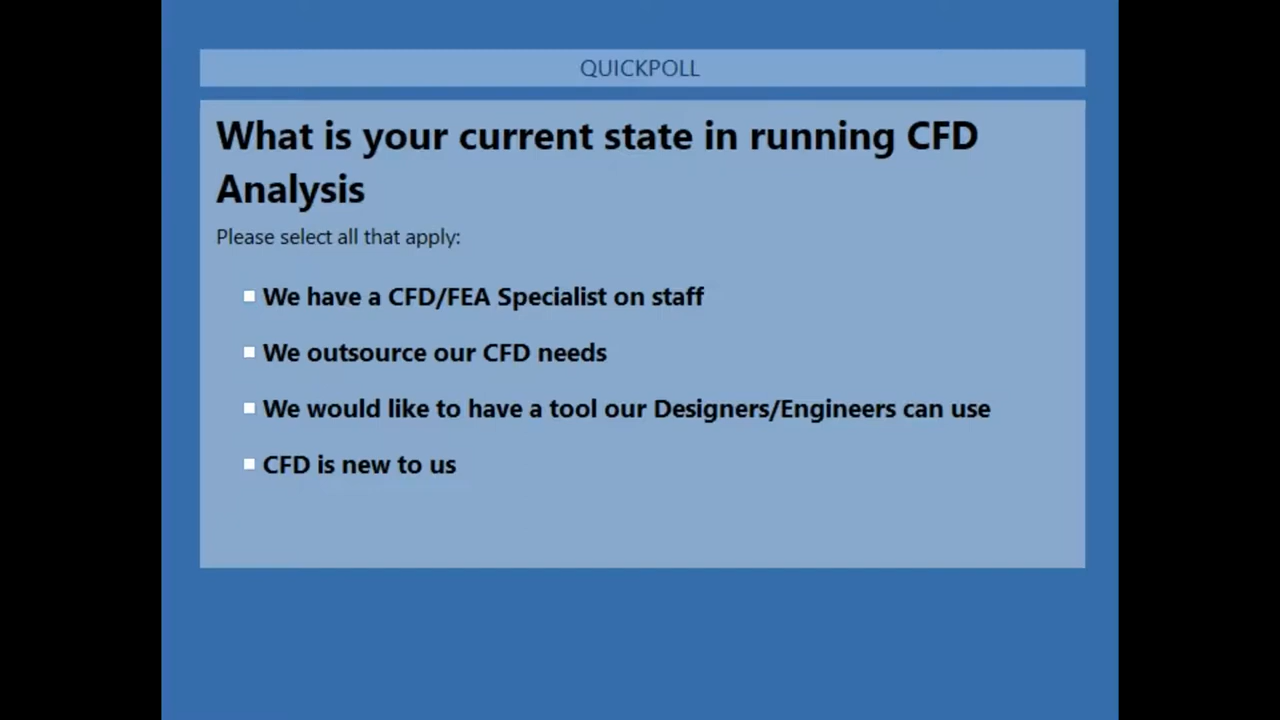 QUICKPOLL
What is your current state in running CFD
Analysis
Please select all that apply:
We have a CFD/FEA Specialist on staff
We outsource our CFD needs
We would like to have a tool our Designers/Engineers can use
CFD is new to us